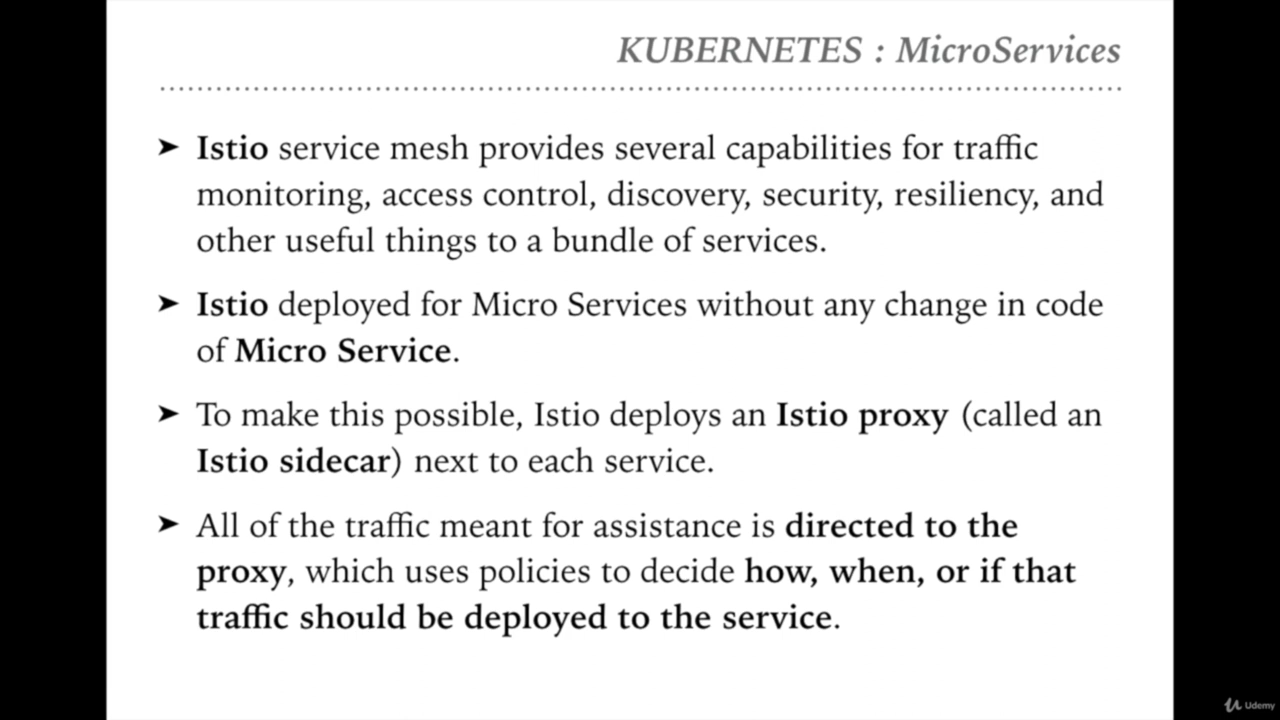 KUBERNETES : MicroServices
➤ Istio service mesh provides several capabilities for traffic
monitoring, access control, discovery, security, resiliency, and
other useful things to a bundle of services.
➤ Istio deployed for Micro Services without any change in code
of Micro Service.
➤ To make this possible, Istio deploys an Istio proxy (called an
Istio sidecar) next to each service.
➤ All of the traffic meant for assistance is directed to the
proxy, which uses policies to decide how, when, or if that
traffic should be deployed to the service.
Udemy